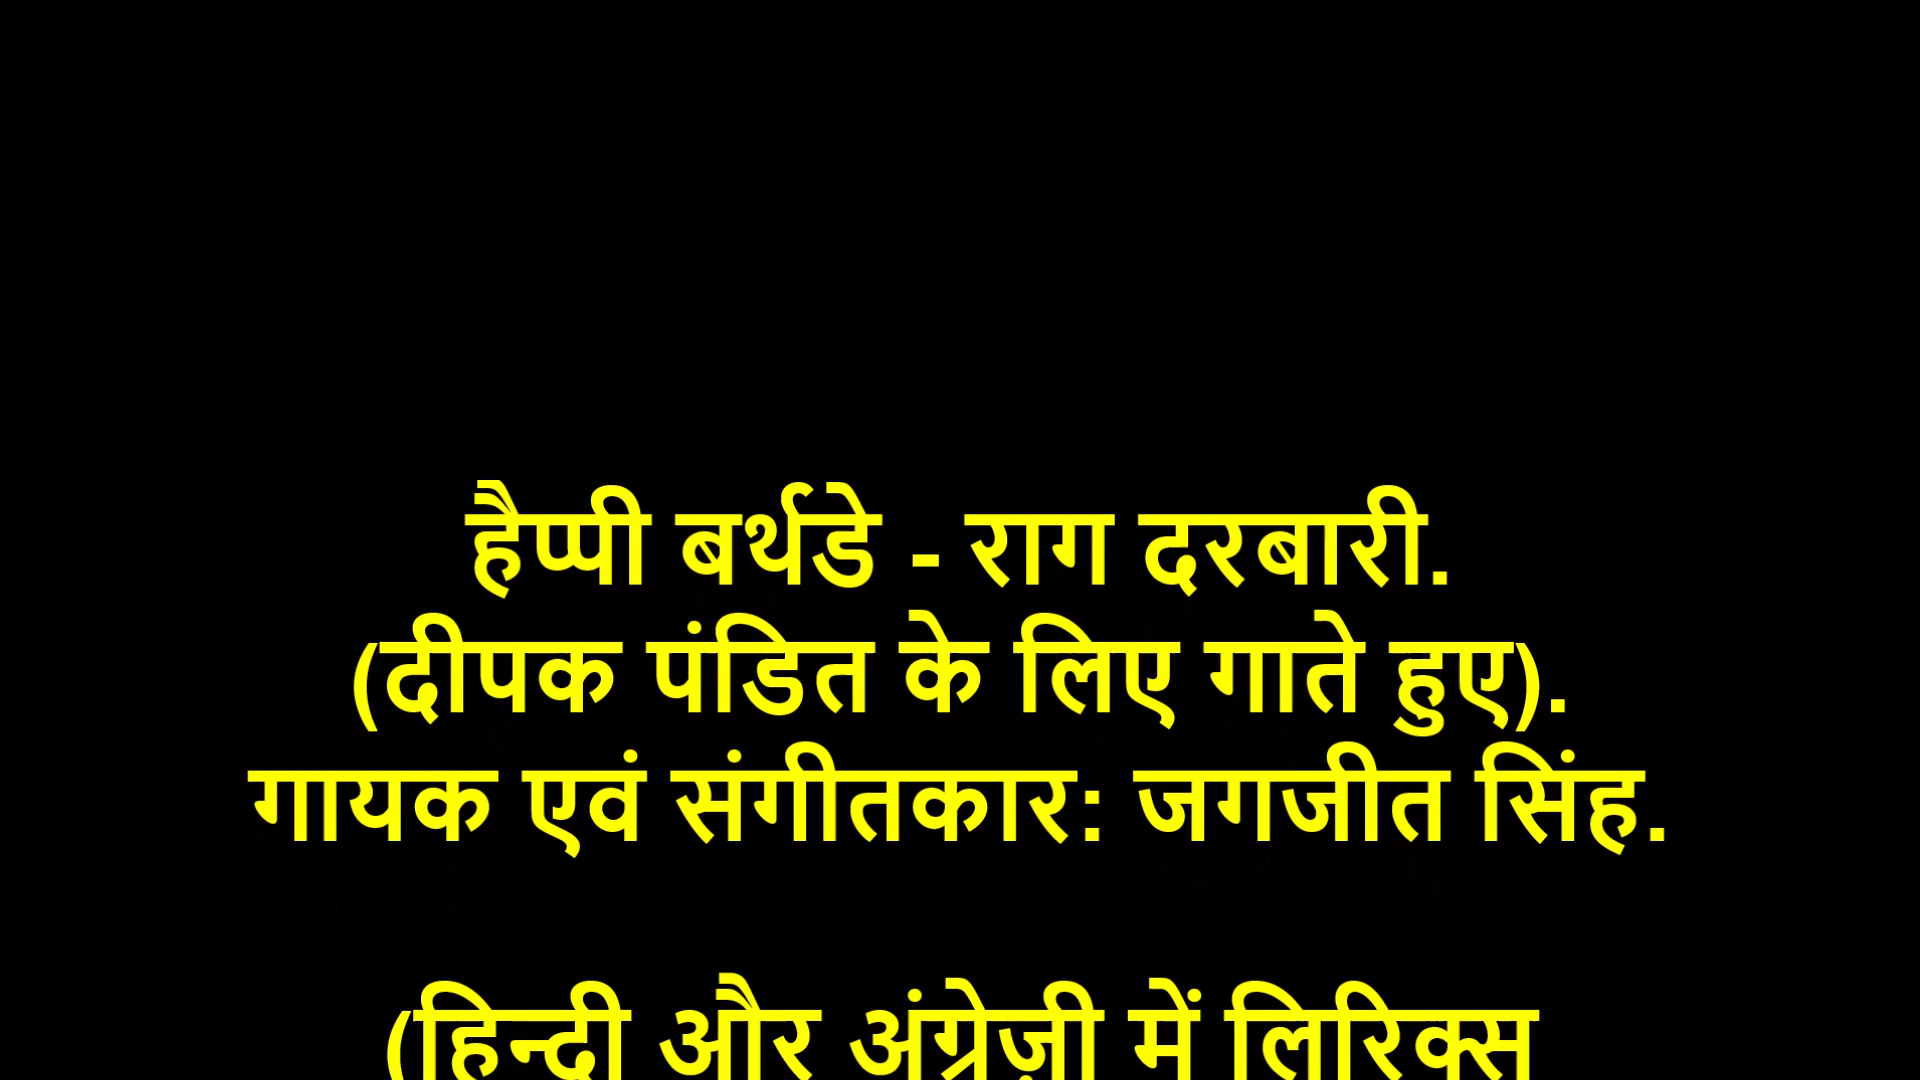 हैप्पी बर्थडे - राग दरबारी.
(दीपक पंडित के लिए गाते हुए).
गायक एवं संगीतकार: जगजीत सिंह.
(हिन्दी और अंग्रेज़ी में लिरिक्स